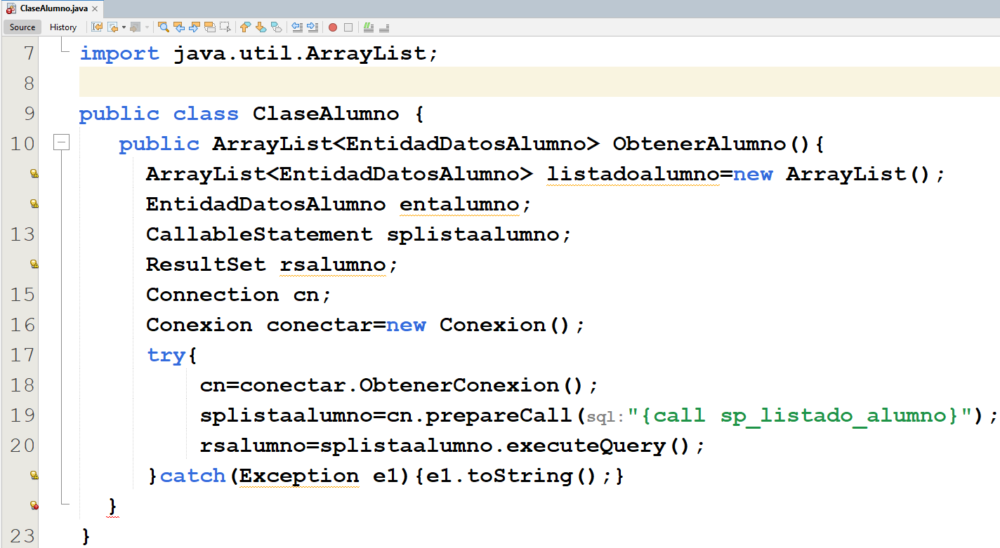 ClaseAlumno.java
Source History
7 import java.util.ArrayList;
8
9 public class ClaseAlumno {
10 public ArrayList<EntidadDatosAlumno> ObtenerAlumno(){
ArrayList<EntidadDatosAlumno> listadoalumno=new ArrayList();
EntidadDatosAlumno entalumno;
13 CallableStatement splistaalumno;
ResultSet rsalumno;
15 Connection cn;
16 Conexion conectar=new Conexion();
17 try{
18 cn=conectar.ObtenerConexion();
19 splistaalumno=cn.prepareCall(sql:"{call sp_listado_alumno}");
20 rsalumno=splistaalumno.executeQuery();
}catch(Exception e1){e1.toString();}
}
23 }